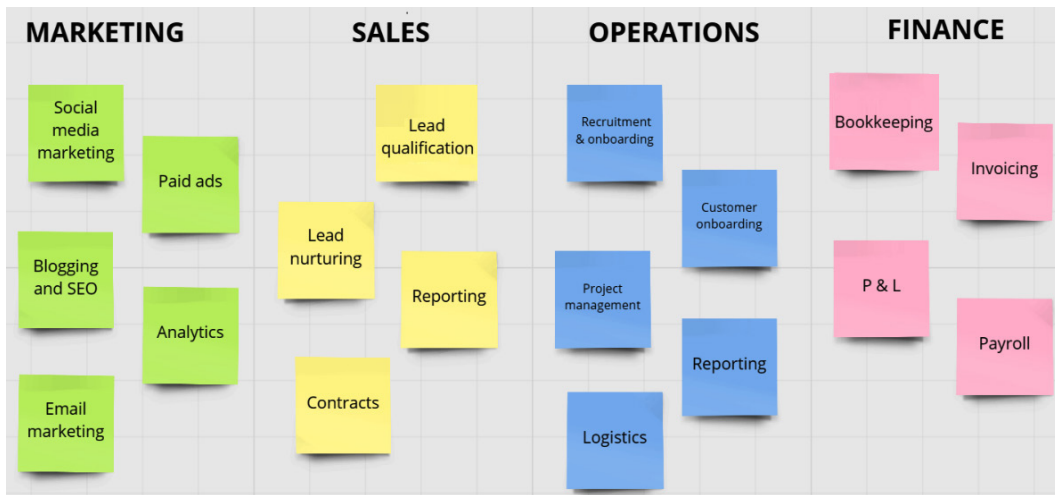 MARKETING
Social
media
marketing
Paid ads
Blogging
and SEO
Analytics
Email
marketing
SALES
Lead
qualification
Lead
nurturing
Reporting
Contracts
OPERATIONS
Recruitment
& onboarding
Customer
onboarding
Project
management
Reporting
Logistics
FINANCE
Bookkeeping
Invoicing
P & L
Payroll